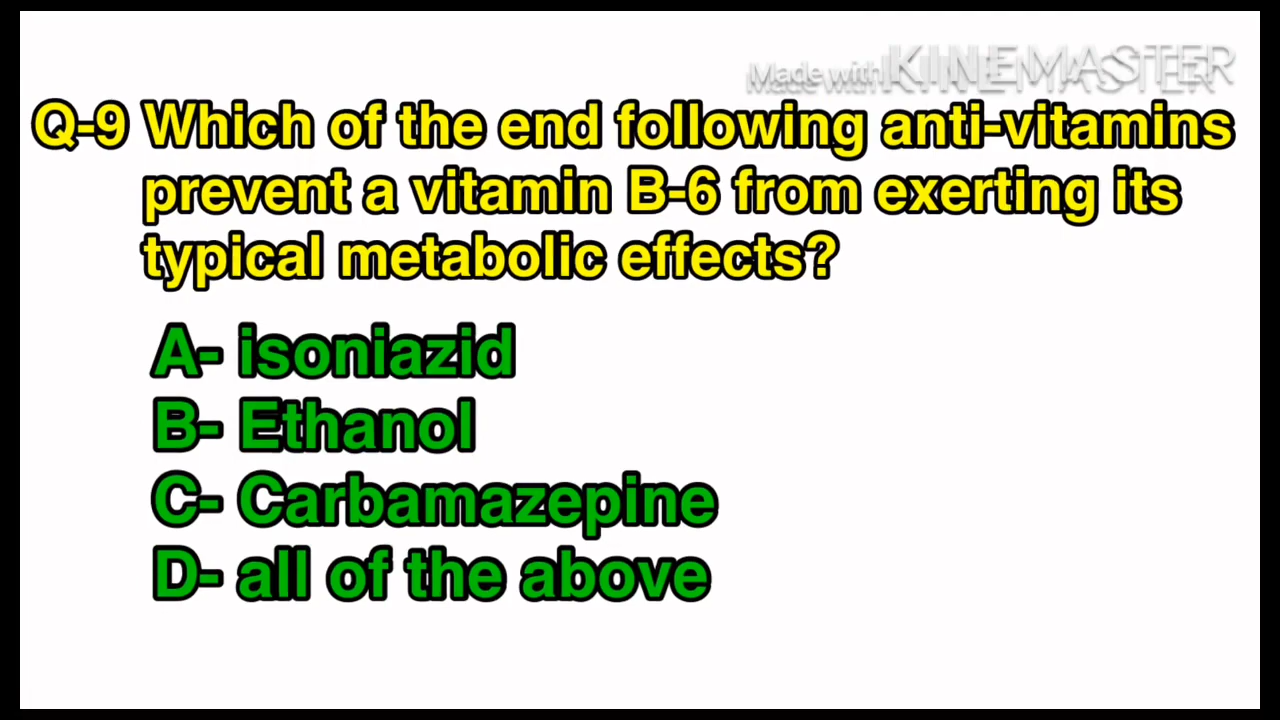 Made with KINEMASTER
Q-9 Which of the end following anti-vitamins
prevent a vitamin B-6 from exerting its
typical metabolic effects?
A- isoniazid
B- Ethanol
C- Carbamazepine
D- all of the above